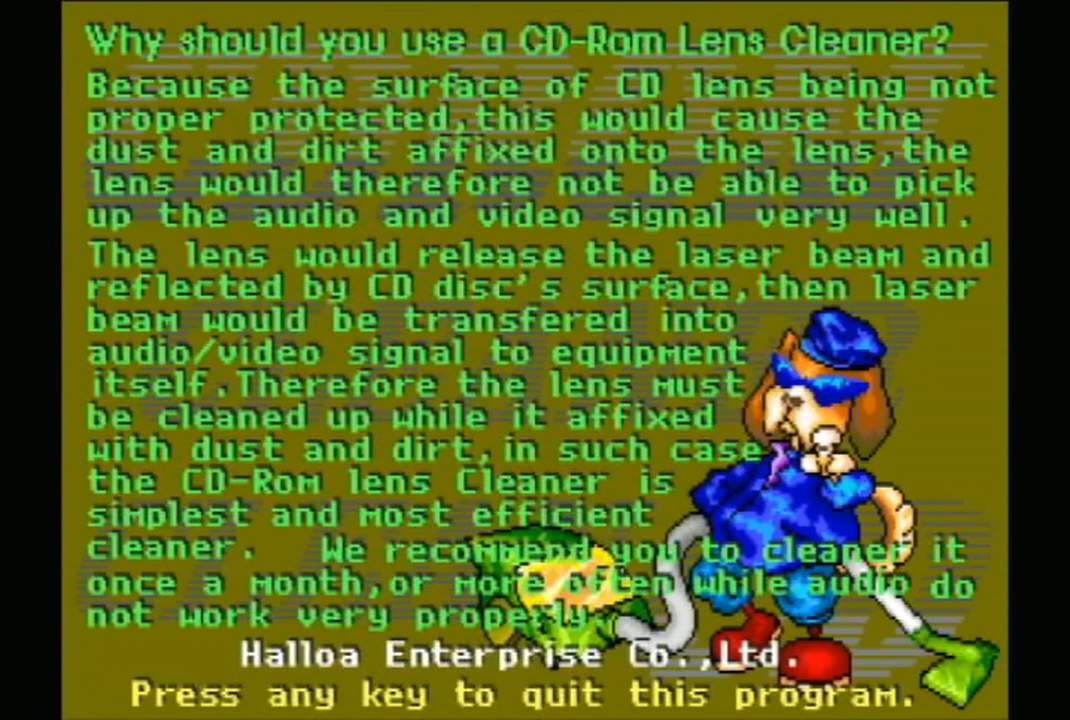 Why should you use a CD-Rom Lens Cleaner?
Because the surface of CD lens being not
proper protected,this would cause the
dust and dirt affixed onto the lens,the
lens would therefore not be able to pick
up the audio and video signal very well.
The lens would release the laser beam and
reflected by CD disc's surface,then laser
beam would be transfered into
audio/video signal to equipment
itself.Therefore the lens must
be cleaned up while it affixed
with dust and dirt,in such case
the CD-Rom lens Cleaner is
simplest and most efficient
cleaner. We recommend you to cleaner it
once a month,or more often while audio do
not work very properly.
Halloa Enterprise Co.,Ltd.
Press any key to quit this program.